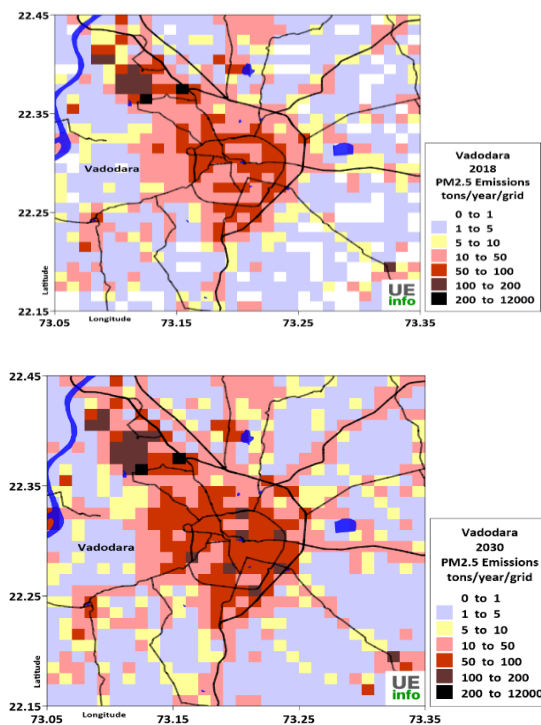 22.45
22.35
22.25
22.15
Latitude
73.05
73.15
73.25
73.35
Longitude
Vadodara
UE
info
Vadodara
2018
PM2.5 Emissions
tons/year/grid
0 to 1
1 to 5
5 to 10
10 to 50
50 to 100
100 to 200
200 to 12000
22.45
22.35
22.25
22.15
Latitude
73.05
73.15
73.25
73.35
Longitude
Vadodara
UE
info
Vadodara
2030
PM2.5 Emissions
tons/year/grid
0 to 1
1 to 5
5 to 10
10 to 50
50 to 100
100 to 200
200 to 12000